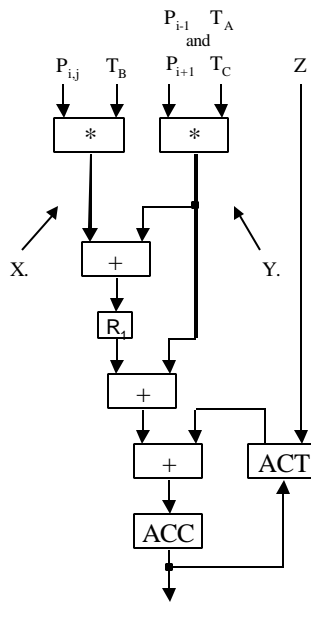 P_{i-1} T_A
and
P_{i,j} T_B P_{i+1} T_C Z
* *
X. Y.
+
R_1
+
+ ACT
ACC